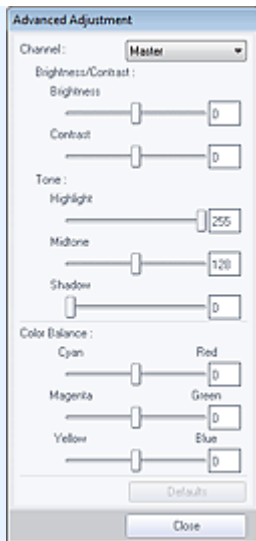 Advanced Adjustment
Channel : Master
Brightness/Contrast :
Brightness
0
Contrast
0
Tone :
Highlight
255
Midtone
128
Shadow
0
Color Balance :
Cyan Red
0
Magenta Green
0
Yellow Blue
0
Defaults
Close